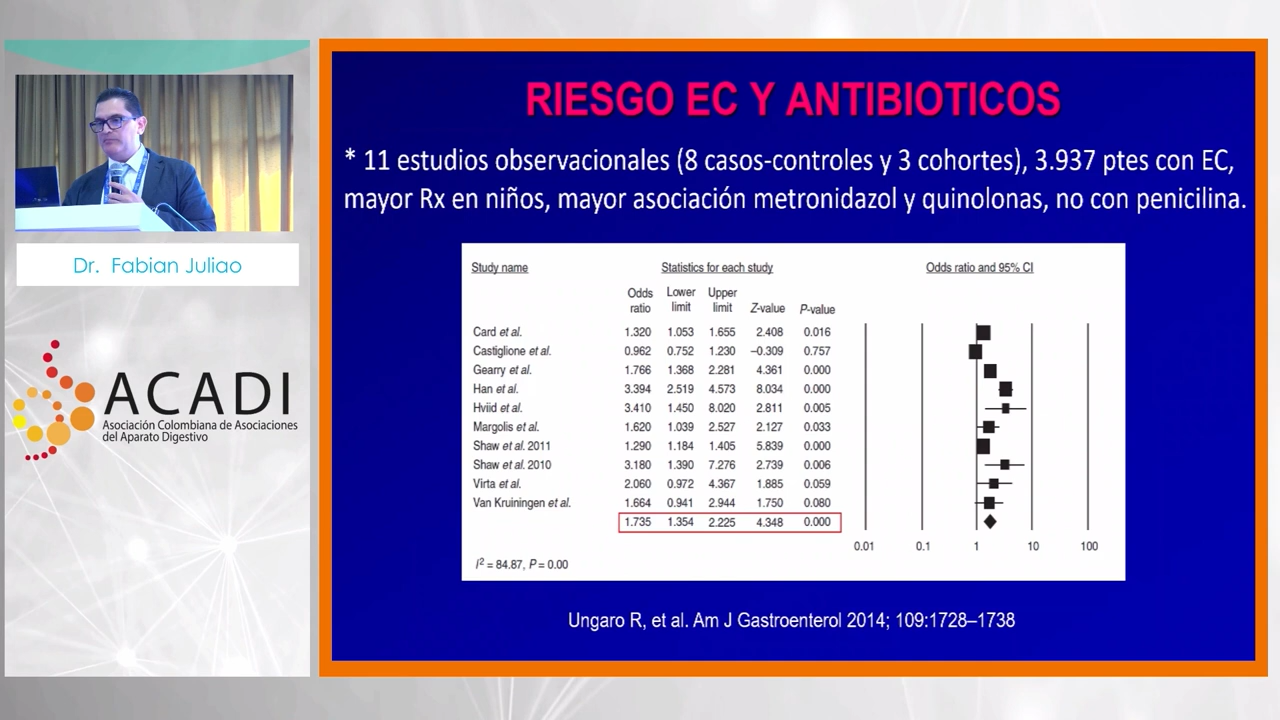 Dr. Fabian Juliao
ACADI
Asociación Colombiana de Asociaciones
del Aparato Digestivo
RIESGO EC Y ANTIBIOTICOS
* 11 estudios observacionales (8 casos-controles y 3 cohortes), 3.937 ptes con EC,
mayor Rx en niños, mayor asociación metronidazol y quinolonas, no con penicilina.
Study name Statistics for each study Odds ratio and 95% CI
Odds ratio Lower limit Upper limit Z-value P-value
Card et al. 1.320 1.053 1.655 2.408 0.016
Castiglione et al. 0.962 0.752 1.230 –0.309 0.757
Gearry et al. 1.766 1.368 2.281 4.361 0.000
Han et al. 3.394 2.519 4.573 8.034 0.000
Hviid et al. 3.410 1.450 8.020 2.811 0.005
Margolis et al. 1.620 1.039 2.527 2.127 0.033
Shaw et al. 2011 1.290 1.184 1.405 5.839 0.000
Shaw et al. 2010 3.180 1.390 7.276 2.739 0.006
Virta et al. 2.060 0.972 4.367 1.885 0.059
Van Kruiningen et al. 1.664 0.941 2.944 1.750 0.080
1.735 1.354 2.225 4.348 0.000
0.01 0.1 1 10 100
I² = 84.87, P = 0.00
Ungaro R, et al. Am J Gastroenterol 2014; 109:1728–1738